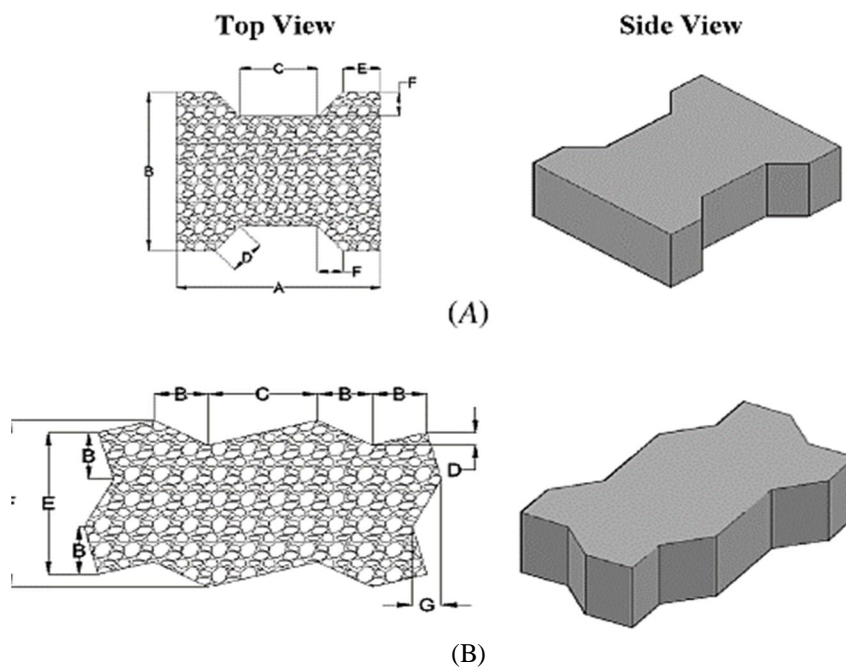 Top View Side View
C E F
B
D F
A
(A)
B C B B
B D
E
B
G
(B)